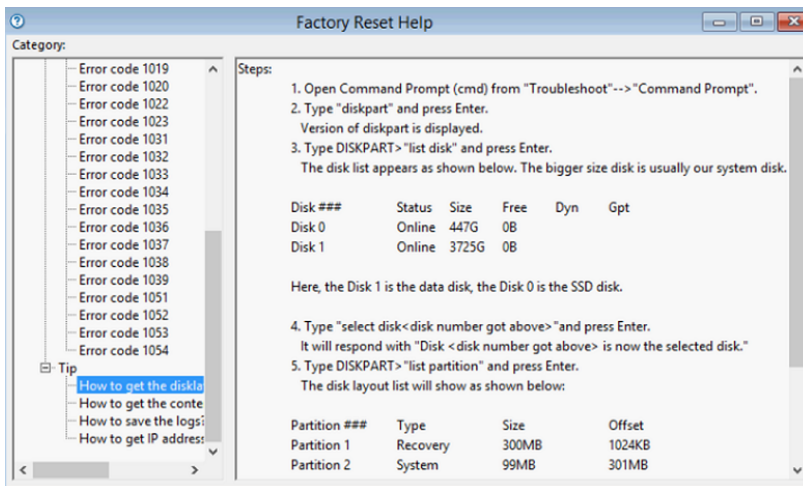 Factory Reset Help
Category:
Error code 1019
Error code 1020
Error code 1022
Error code 1023
Error code 1031
Error code 1032
Error code 1033
Error code 1034
Error code 1035
Error code 1036
Error code 1037
Error code 1038
Error code 1039
Error code 1051
Error code 1052
Error code 1053
Error code 1054
Tip
How to get the diskla
How to get the conte
How to save the logs?
How to get IP address
Steps:
1. Open Command Prompt (cmd) from "Troubleshoot"-->"Command Prompt".
2. Type "diskpart" and press Enter.
Version of diskpart is displayed.
3. Type DISKPART>"list disk" and press Enter.
The disk list appears as shown below. The bigger size disk is usually our system disk.
Disk ### Status Size Free Dyn Gpt
Disk 0 Online 447G 0B
Disk 1 Online 3725G 0B
Here, the Disk 1 is the data disk, the Disk 0 is the SSD disk.
4. Type "select disk<disk number got above>"and press Enter.
It will respond with "Disk <disk number got above> is now the selected disk."
5. Type DISKPART>"list partition" and press Enter.
The disk layout list will show as shown below:
Partition ### Type Size Offset
Partition 1 Recovery 300MB 1024KB
Partition 2 System 99MB 301MB